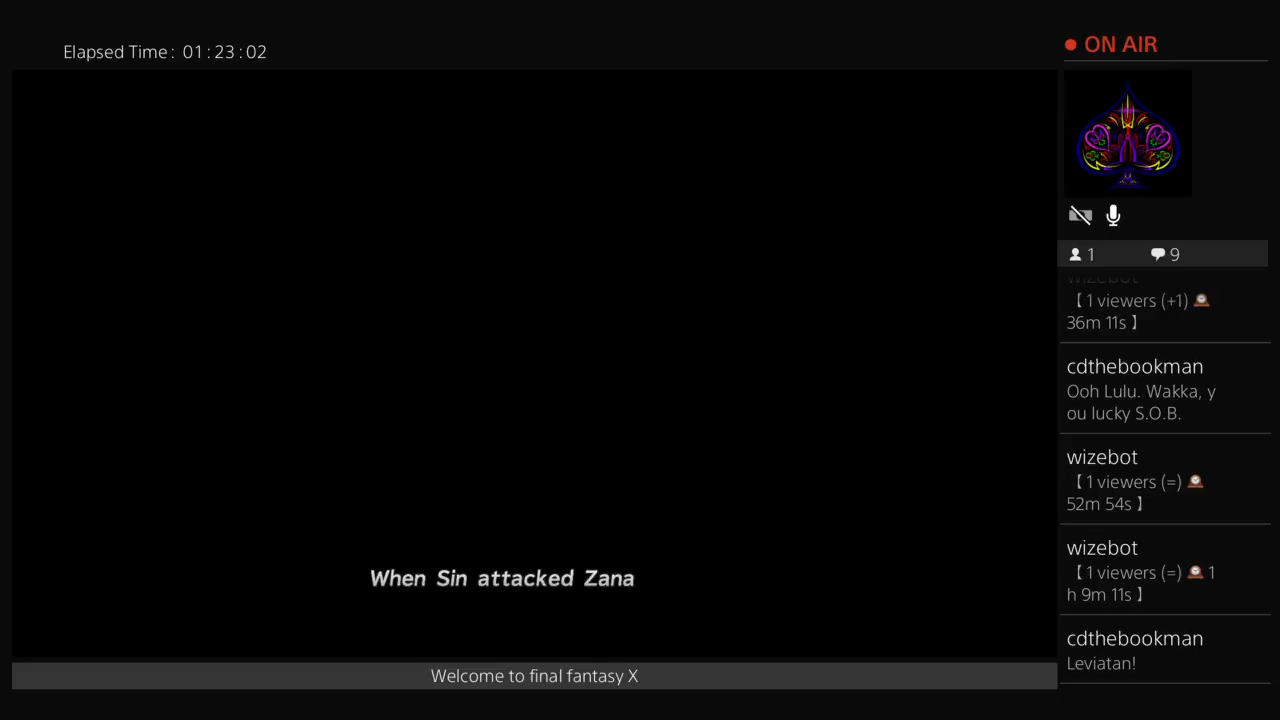 Elapsed Time: 01:23:02
ON AIR
1 9
wizebot
【 1 viewers (+1) 🕰
36m 11s 】
cdthebookman
Ooh Lulu. Wakka, y
ou lucky S.O.B.
wizebot
【 1 viewers (=) 🕰
52m 54s 】
wizebot
【 1 viewers (=) 🕰 1
h 9m 11s 】
cdthebookman
Leviatan!
When Sin attacked Zana
Welcome to final fantasy X